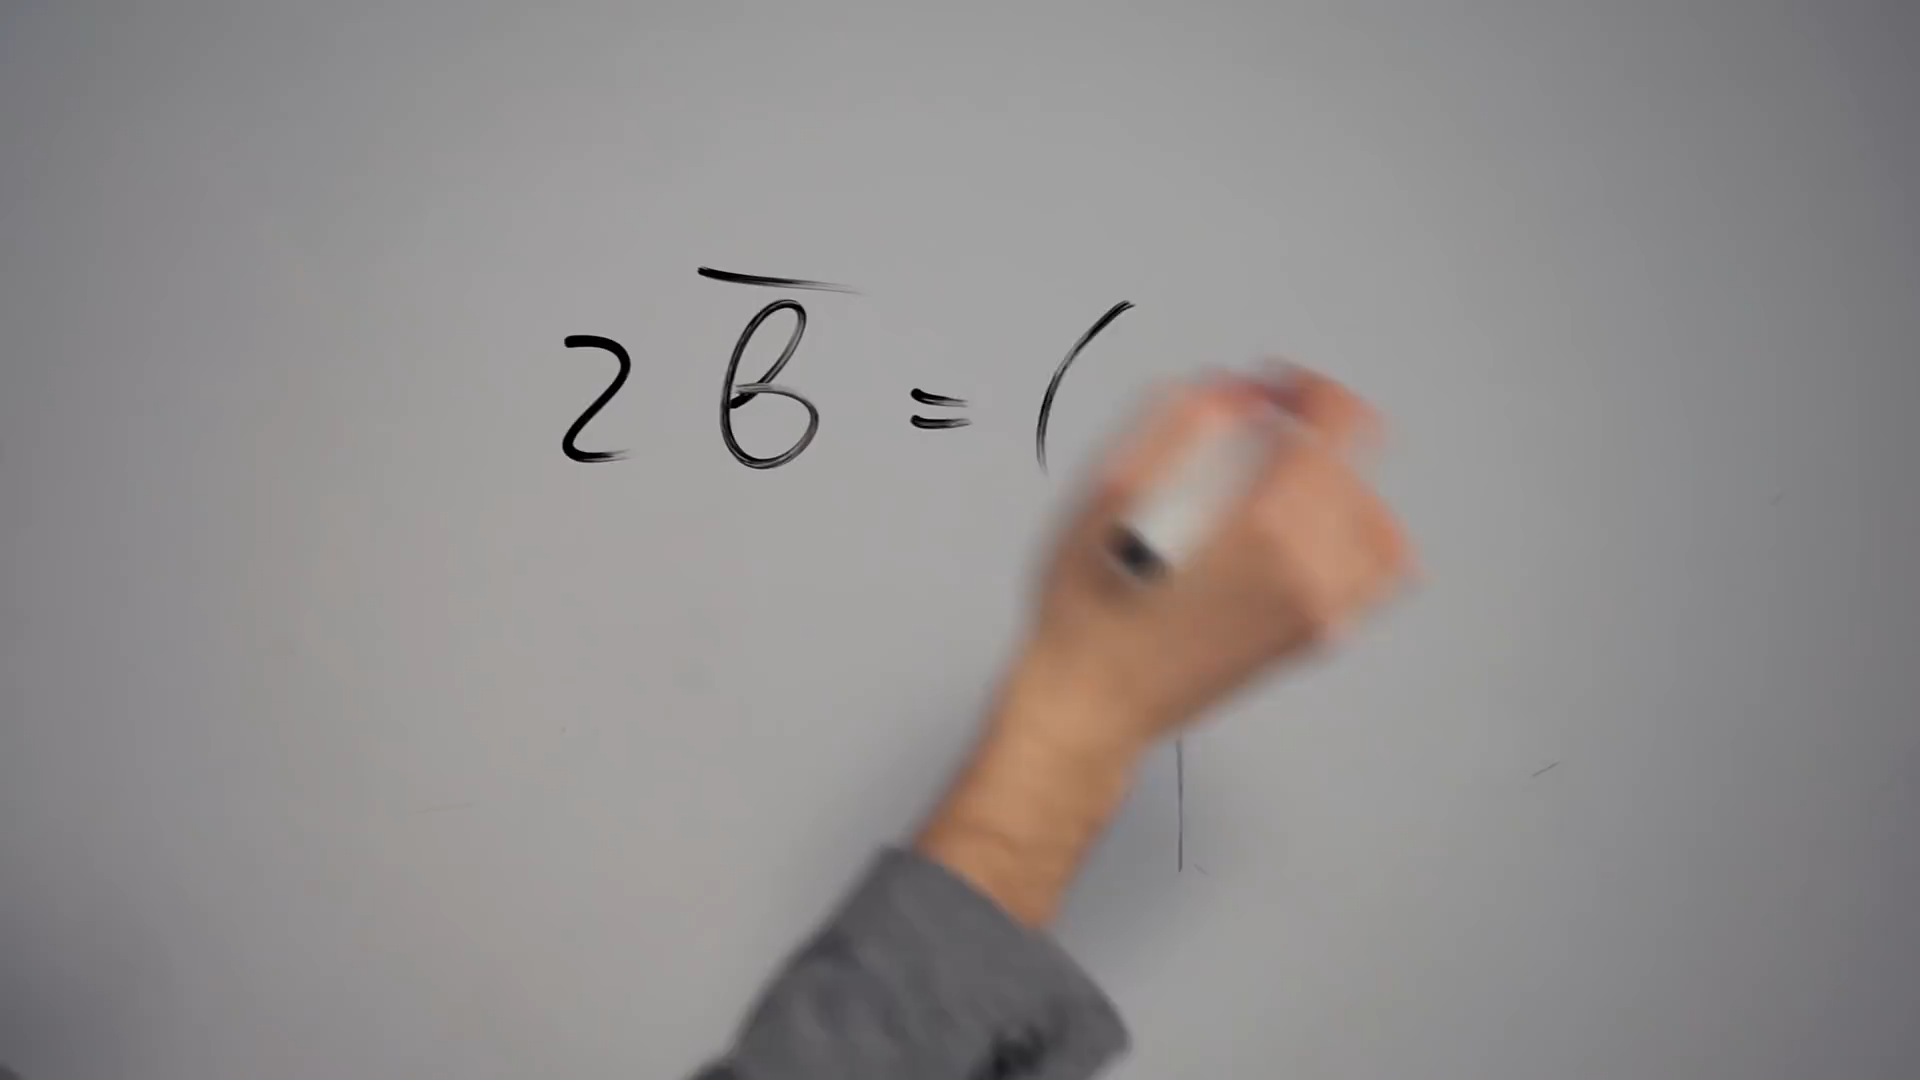 2 в̅ = (